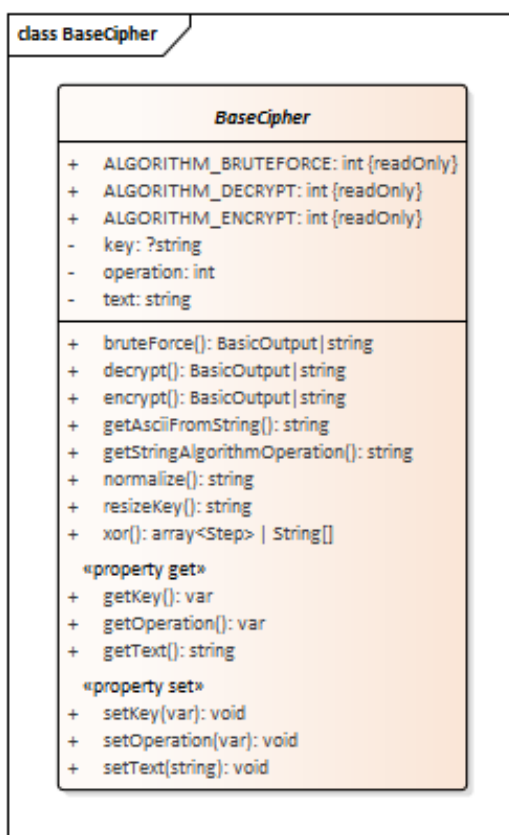 class BaseCipher
BaseCipher
+ ALGORITHM_BRUTEFORCE: int {readOnly}
+ ALGORITHM_DECRYPT: int {readOnly}
+ ALGORITHM_ENCRYPT: int {readOnly}
- key: ?string
- operation: int
- text: string
+ bruteForce(): BasicOutput|string
+ decrypt(): BasicOutput|string
+ encrypt(): BasicOutput|string
+ getAsciiFromString(): string
+ getStringAlgorithmOperation(): string
+ normalize(): string
+ resizeKey(): string
+ xor(): array<Step> | String[]
«property get»
+ getKey(): var
+ getOperation(): var
+ getText(): string
«property set»
+ setKey(var): void
+ setOperation(var): void
+ setText(string): void